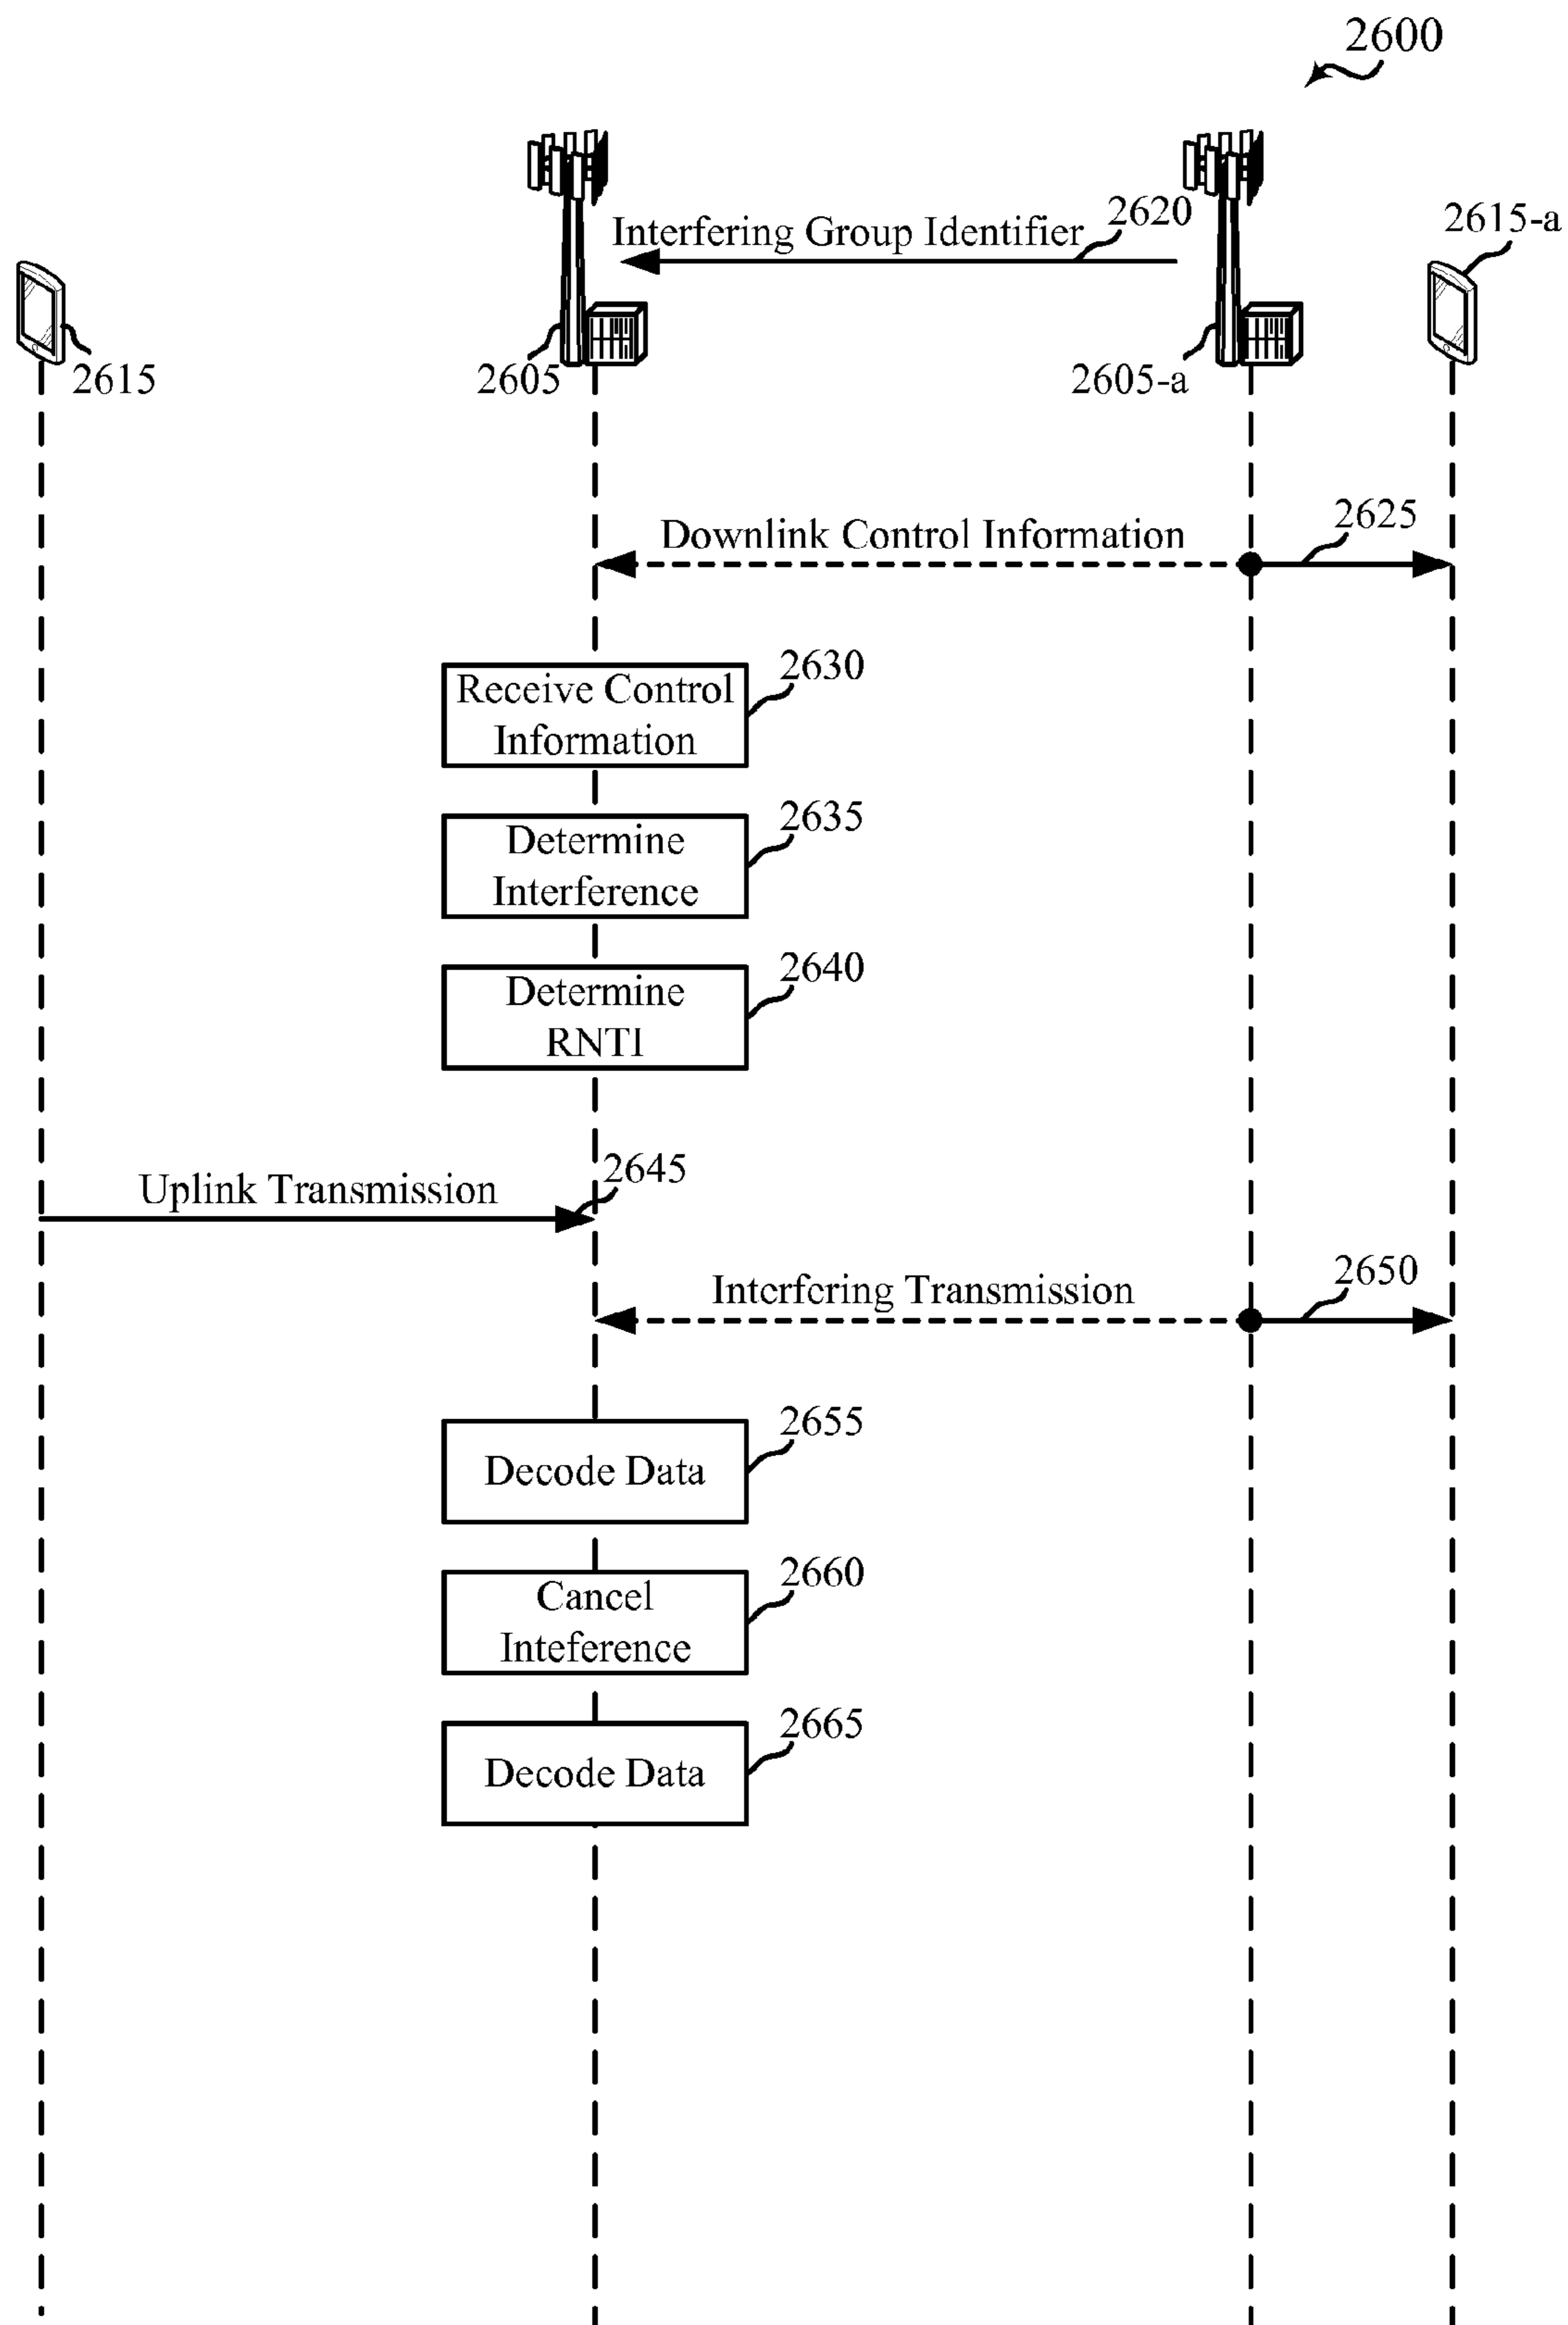 2600
Interfering Group Identifier
2620
2615-a
2615
2605
2605-a
Downlink Control Information
2625
Receive Control
Information
2630
Determine
Interference
2635
Determine
RNTI
2640
Uplink Transmission
2645
Interfering Transmission
2650
Decode Data
2655
Cancel
Inteference
2660
Decode Data
2665